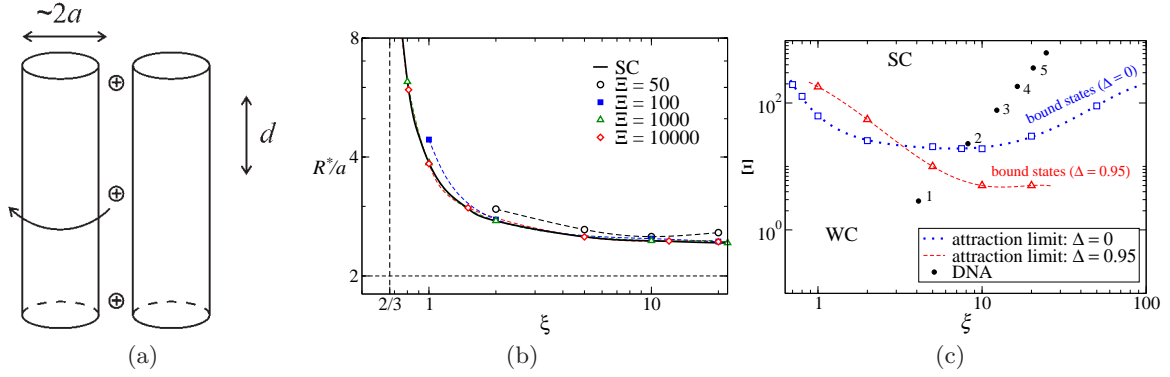 ~2a
d
(a)
8
4
2
R*/a
2/3
1
10
ξ
SC
Ξ = 50
Ξ = 100
Ξ = 1000
Ξ = 10000
(b)
10²
10⁰
Ξ
SC
WC
bound states (Δ = 0)
bound states (Δ = 0.95)
1
2
3
4
5
attraction limit: Δ = 0
attraction limit: Δ = 0.95
DNA
1
10
100
ξ
(c)